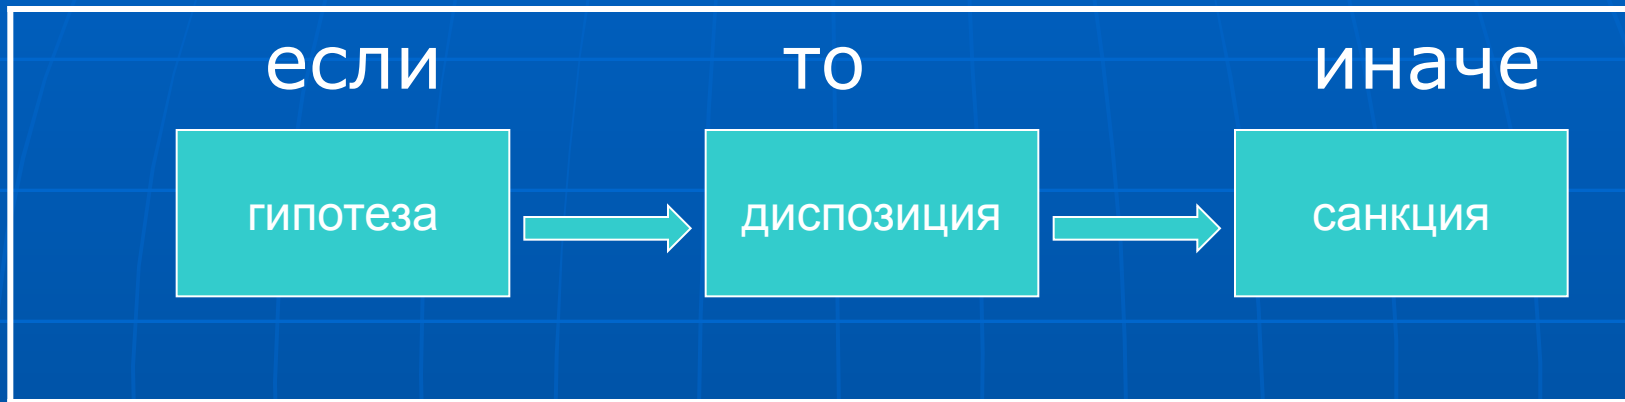 если то иначе
гипотеза диспозиция санкция